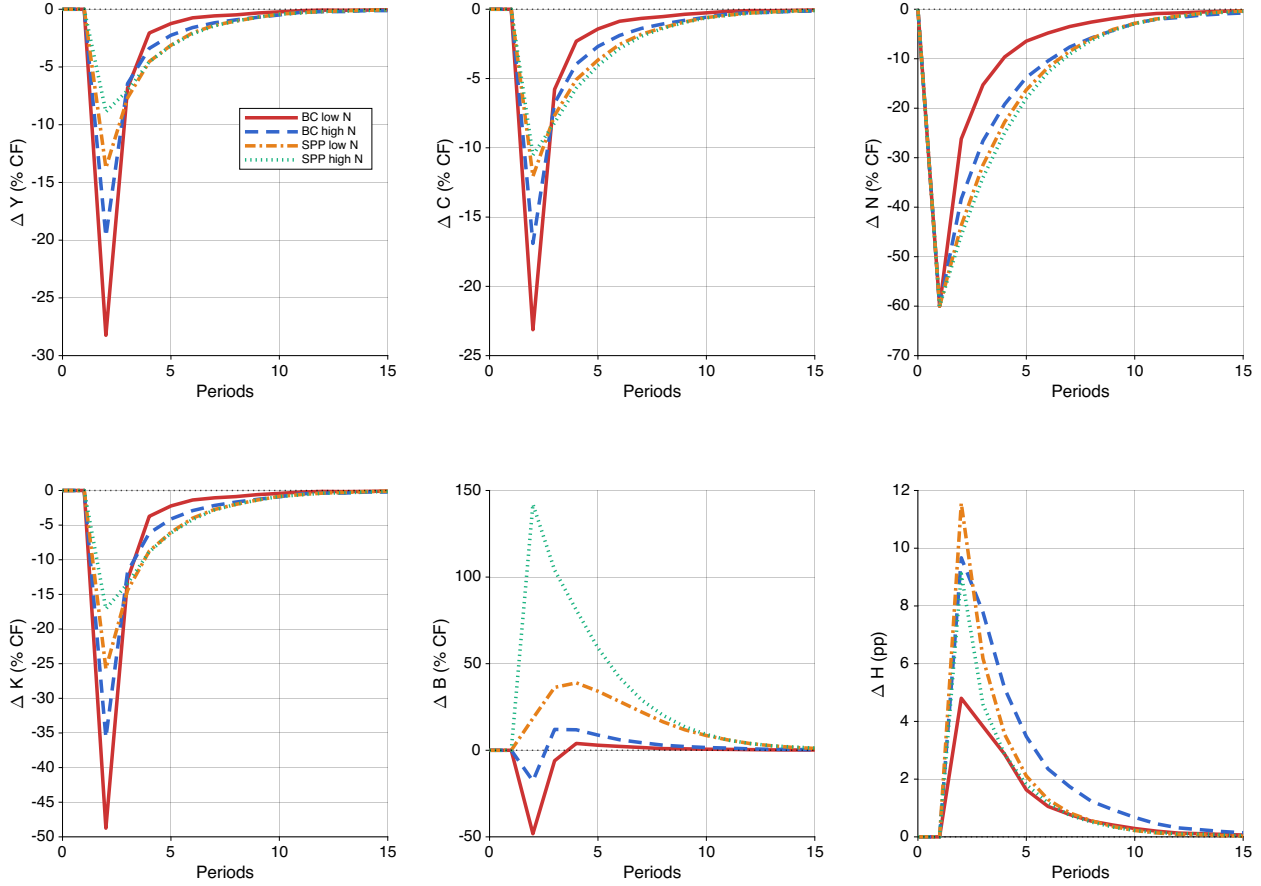 0
-5
-10
-15
-20
-25
-30
Δ Y (% CF)
0 5 10 15
Periods
BC low N
BC high N
SPP low N
SPP high N
0
-5
-10
-15
-20
-25
Δ C (% CF)
0 5 10 15
Periods
0
-10
-20
-30
-40
-50
-60
-70
Δ N (% CF)
0 5 10 15
Periods
0
-5
-10
-15
-20
-25
-30
-35
-40
-45
-50
Δ K (% CF)
0 5 10 15
Periods
150
100
50
0
-50
Δ B (% CF)
0 5 10 15
Periods
12
10
8
6
4
2
0
Δ H (pp)
0 5 10 15
Periods